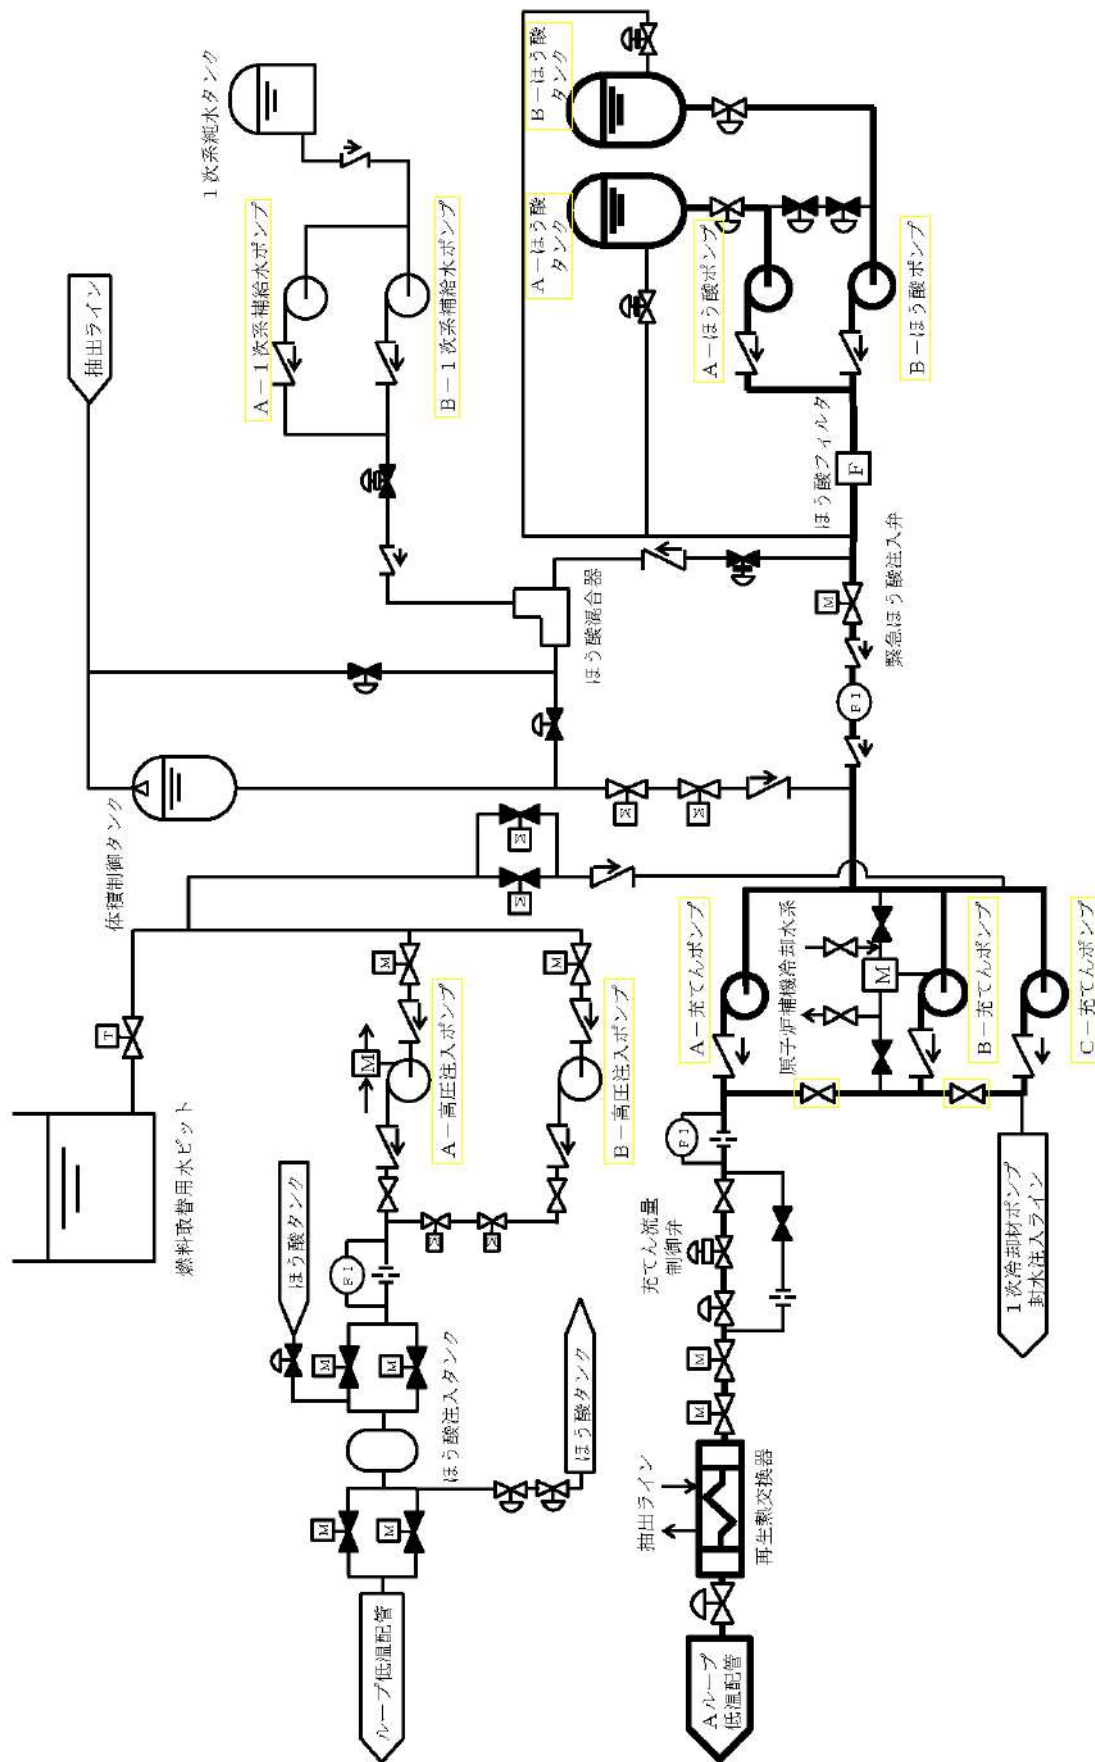 燃料取替用水ピット
T
ほう酸タンク
ループ低温配管
M
M
M
M
ほう酸注入タンク
ほう酸タンク
FI
M
M
A－高圧注入ポンプ
M
M
B－高圧注入ポンプ
M
M
M
体積制御タンク
抽出ライン
M
M
1次系純水タンク
A－1次系補給水ポンプ
B－1次系補給水ポンプ
ほう酸混合器
B－ほう酸
タンク
A－ほう酸
タンク
A－ほう酸ポンプ
B－ほう酸ポンプ
ほう酸フィルタ
F
緊急ほう酸注入弁
M
FI
A－充てんポンプ
原子炉補機冷却水系
M
B－充てんポンプ
C－充てんポンプ
1次冷却材ポンプ
封水注入ライン
FI
充てん流量
制御弁
M
M
抽出ライン
再生熱交換器
Aループ
低温配管